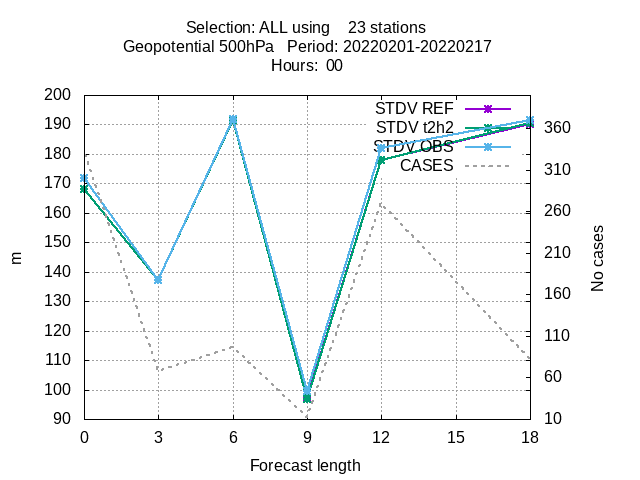 Selection: ALL using    23 stations
Geopotential 500hPa   Period: 20220201-20220217
Hours:  00
STDV REF
STDV t2h2
STDV OBS
CASES
200
190
180
170
160
150
140
130
120
110
100
90
m
360
310
260
210
160
110
60
10
No cases
0 3 6 9 12 15 18
Forecast length